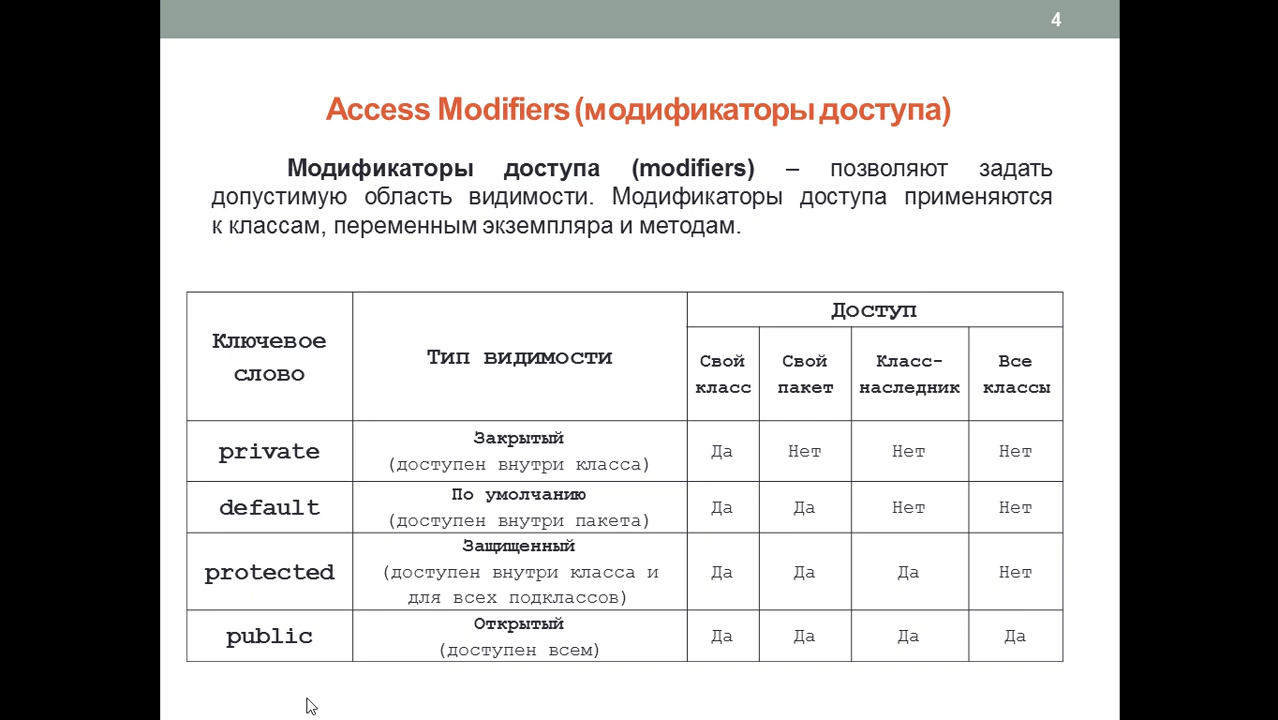 4
Access Modifiers (модификаторы доступа)
Модификаторы доступа (modifiers) – позволяют задать
допустимую область видимости. Модификаторы доступа применяются
к классам, переменным экземпляра и методам.
Ключевое слово
Тип видимости
Доступ
Свой класс
Свой пакет
Класс-наследник
Все классы
private
Закрытый
(доступен внутри класса)
Да Нет Нет Нет
default
По умолчанию
(доступен внутри пакета)
Да Да Нет Нет
protected
Защищенный
(доступен внутри класса и
для всех подклассов)
Да Да Да Нет
public
Открытый
(доступен всем)
Да Да Да Да